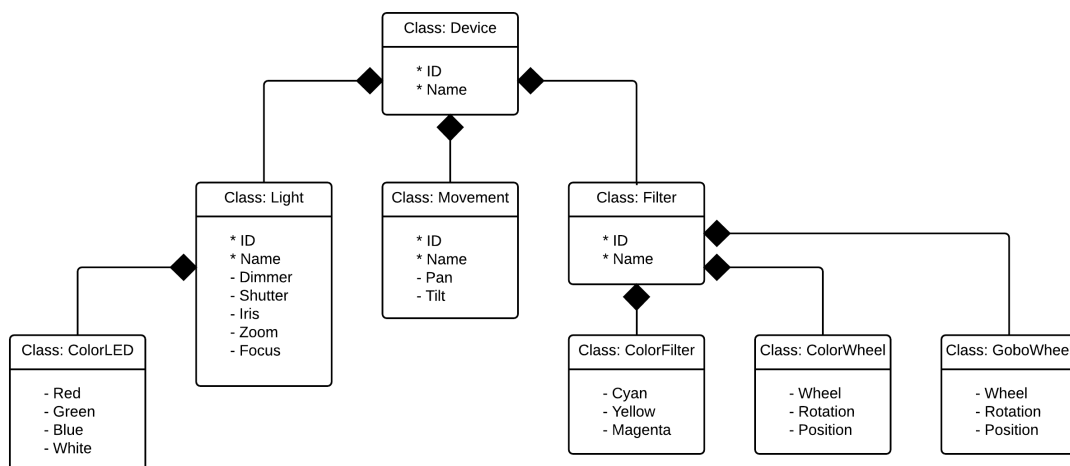 Class: Device
* ID
* Name
Class: Light
* ID
* Name
- Dimmer
- Shutter
- Iris
- Zoom
- Focus
Class: Movement
* ID
* Name
- Pan
- Tilt
Class: Filter
* ID
* Name
Class: ColorLED
- Red
- Green
- Blue
- White
Class: ColorFilter
- Cyan
- Yellow
- Magenta
Class: ColorWheel
- Wheel
- Rotation
- Position
Class: GoboWheel
- Wheel
- Rotation
- Position